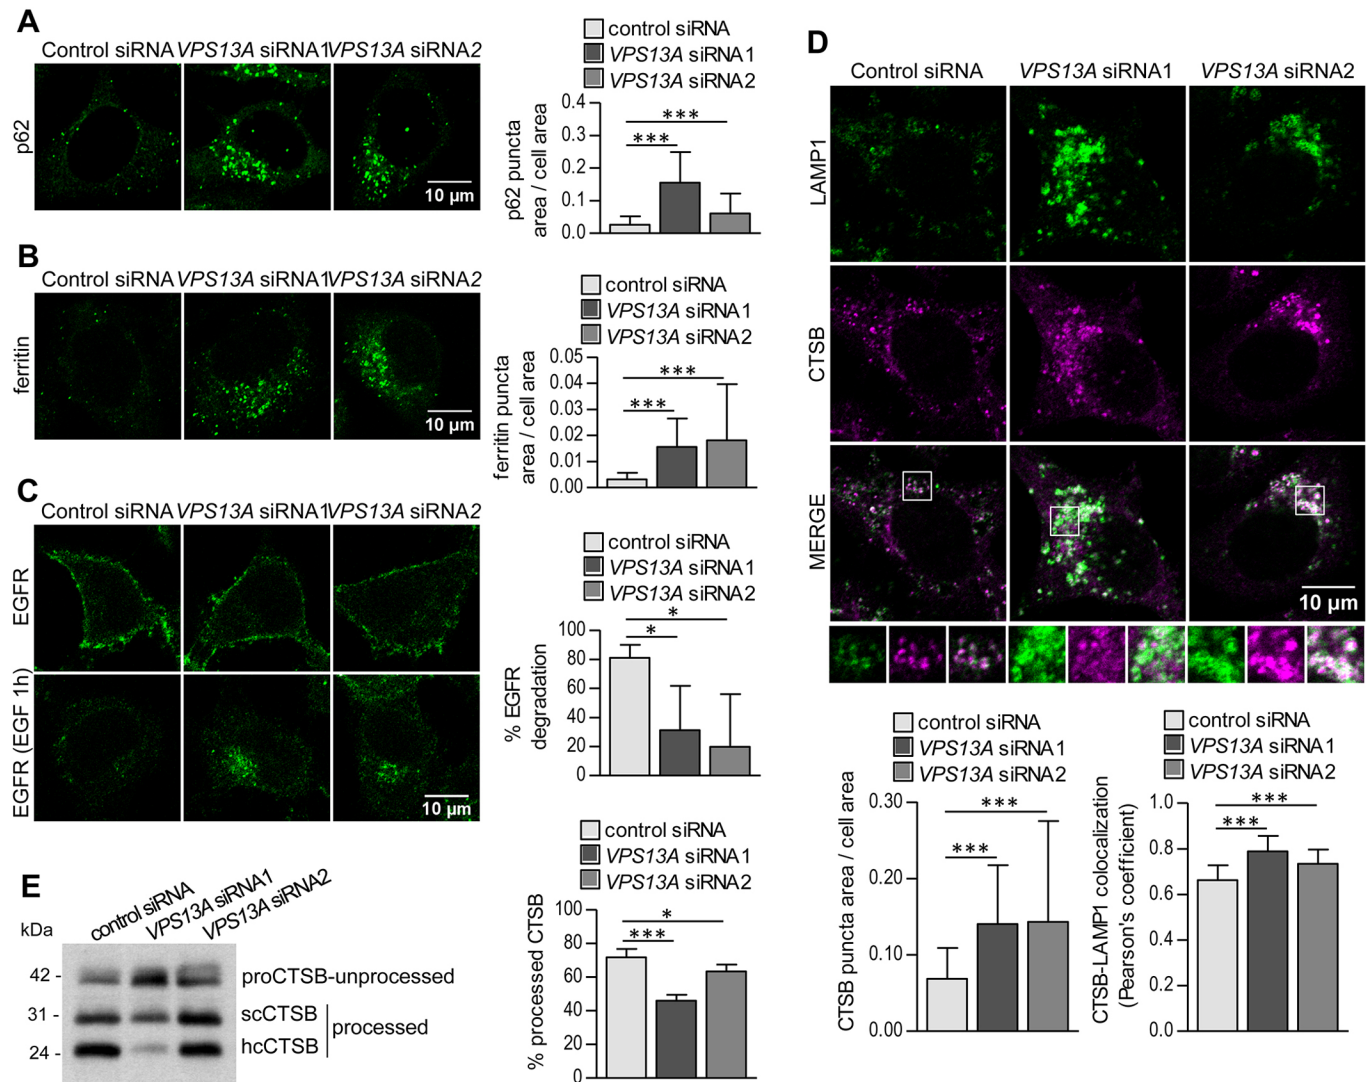 A
Control siRNA VPS13A siRNA1 VPS13A siRNA2
p62
10 µm
control siRNA
VPS13A siRNA1
VPS13A siRNA2
p62 puncta
area / cell area
0.4
0.3
0.2
0.1
0.0
***
***
B
Control siRNA VPS13A siRNA1 VPS13A siRNA2
ferritin
10 µm
control siRNA
VPS13A siRNA1
VPS13A siRNA2
ferritin puncta
area / cell area
0.05
0.04
0.03
0.02
0.01
0.00
***
***
C
Control siRNA VPS13A siRNA1 VPS13A siRNA2
EGFR
EGFR (EGF 1h)
10 µm
control siRNA
VPS13A siRNA1
VPS13A siRNA2
% EGFR
degradation
100
80
60
40
20
0
*
*
D
Control siRNA VPS13A siRNA1 VPS13A siRNA2
LAMP1
CTSB
MERGE
10 µm
control siRNA
VPS13A siRNA1
VPS13A siRNA2
CTSB puncta area / cell area
0.30
0.20
0.10
0.00
***
***
control siRNA
VPS13A siRNA1
VPS13A siRNA2
CTSB-LAMP1 colocalization
(Pearson's coefficient)
1.0
0.8
0.6
0.4
0.2
0.0
***
***
E
control siRNA
VPS13A siRNA1
VPS13A siRNA2
kDa
42 -
31 -
24 -
proCTSB-unprocessed
scCTSB
hcCTSB
processed
control siRNA
VPS13A siRNA1
VPS13A siRNA2
% processed CTSB
100
80
60
40
20
0
*
***